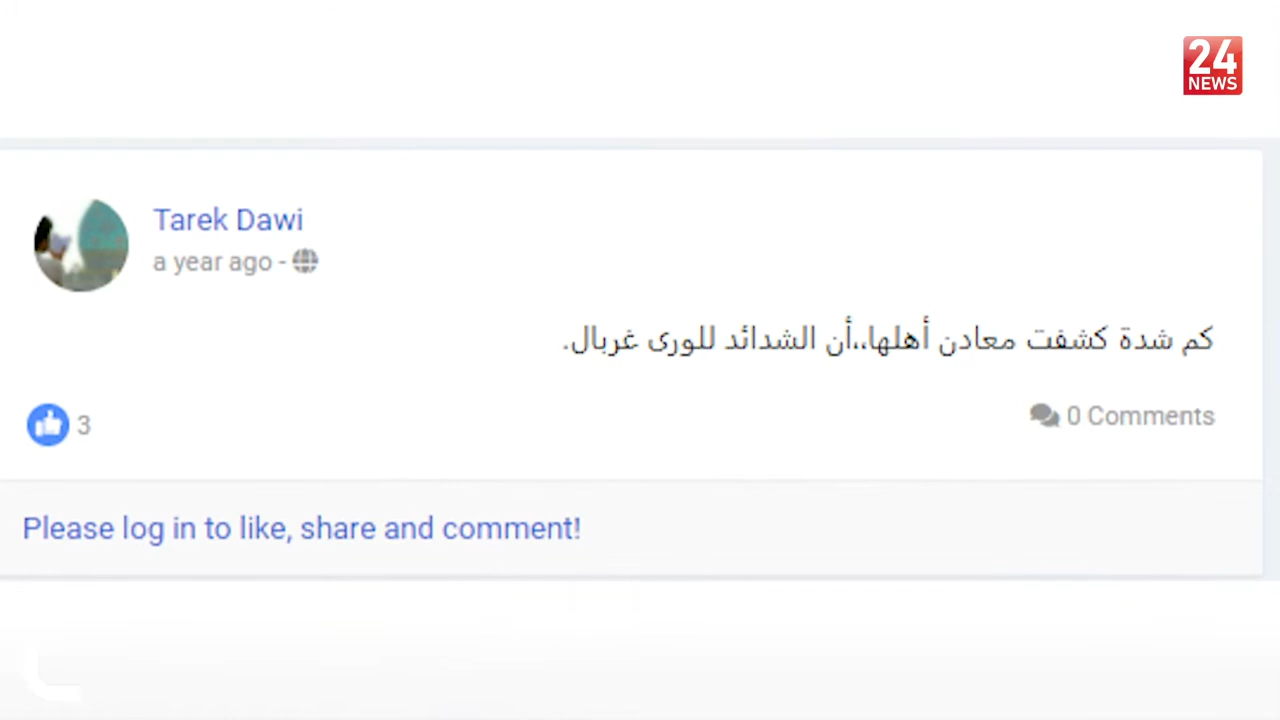 24
NEWS
Tarek Dawi
a year ago -
كم شدة كشفت معادن أهلها،،أن الشدائد للورى غربال.
3
0 Comments
Please log in to like, share and comment!